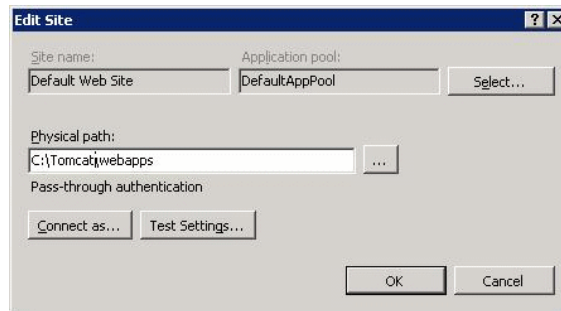 Edit Site
Site name:
Application pool:
Default Web Site
DefaultAppPool
Select...
Physical path:
C:\Tomcat\webapps
...
Pass-through authentication
Connect as...
Test Settings...
OK
Cancel